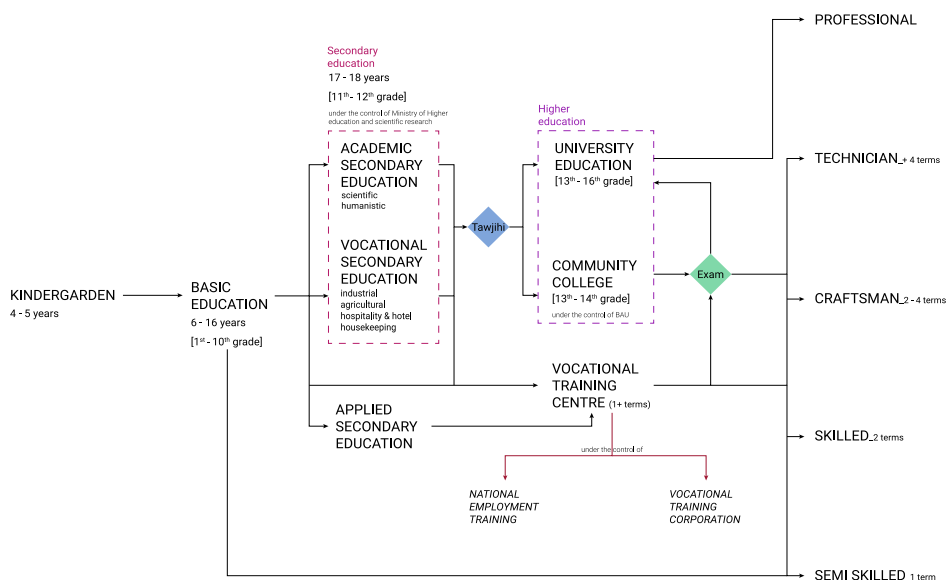 PROFESSIONAL
Secondary
education
17 - 18 years
[11th - 12th grade]
under the control of Ministry of Higher
education and scientific research
Higher
education
ACADEMIC
SECONDARY
EDUCATION
scientific
humanistic
UNIVERSITY
EDUCATION
[13th - 16th grade]
TECHNICIAN_+ 4 terms
Tawjihi
VOCATIONAL
SECONDARY
EDUCATION
industrial
agricultural
hospitality & hotel
housekeeping
COMMUNITY
COLLEGE
[13th - 14th grade]
under the control of BAU
Exam
KINDERGARDEN
4 - 5 years
BASIC
EDUCATION
6 - 16 years
[1st - 10th grade]
CRAFTSMAN_2 - 4 terms
VOCATIONAL
TRAINING
CENTRE (1+ terms)
APPLIED
SECONDARY
EDUCATION
SKILLED_2 terms
under the control of
NATIONAL
EMPLOYMENT
TRAINING
VOCATIONAL
TRAINING
CORPORATION
SEMI SKILLED_1 term